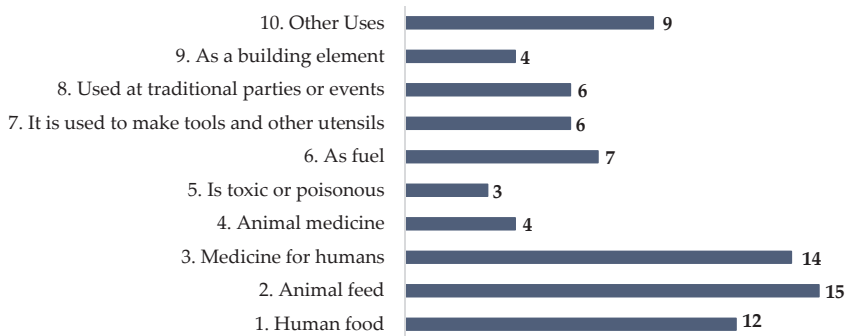 10. Other Uses 9
9. As a building element 4
8. Used at traditional parties or events 6
7. It is used to make tools and other utensils 6
6. As fuel 7
5. Is toxic or poisonous 3
4. Animal medicine 4
3. Medicine for humans 14
2. Animal feed 15
1. Human food 12